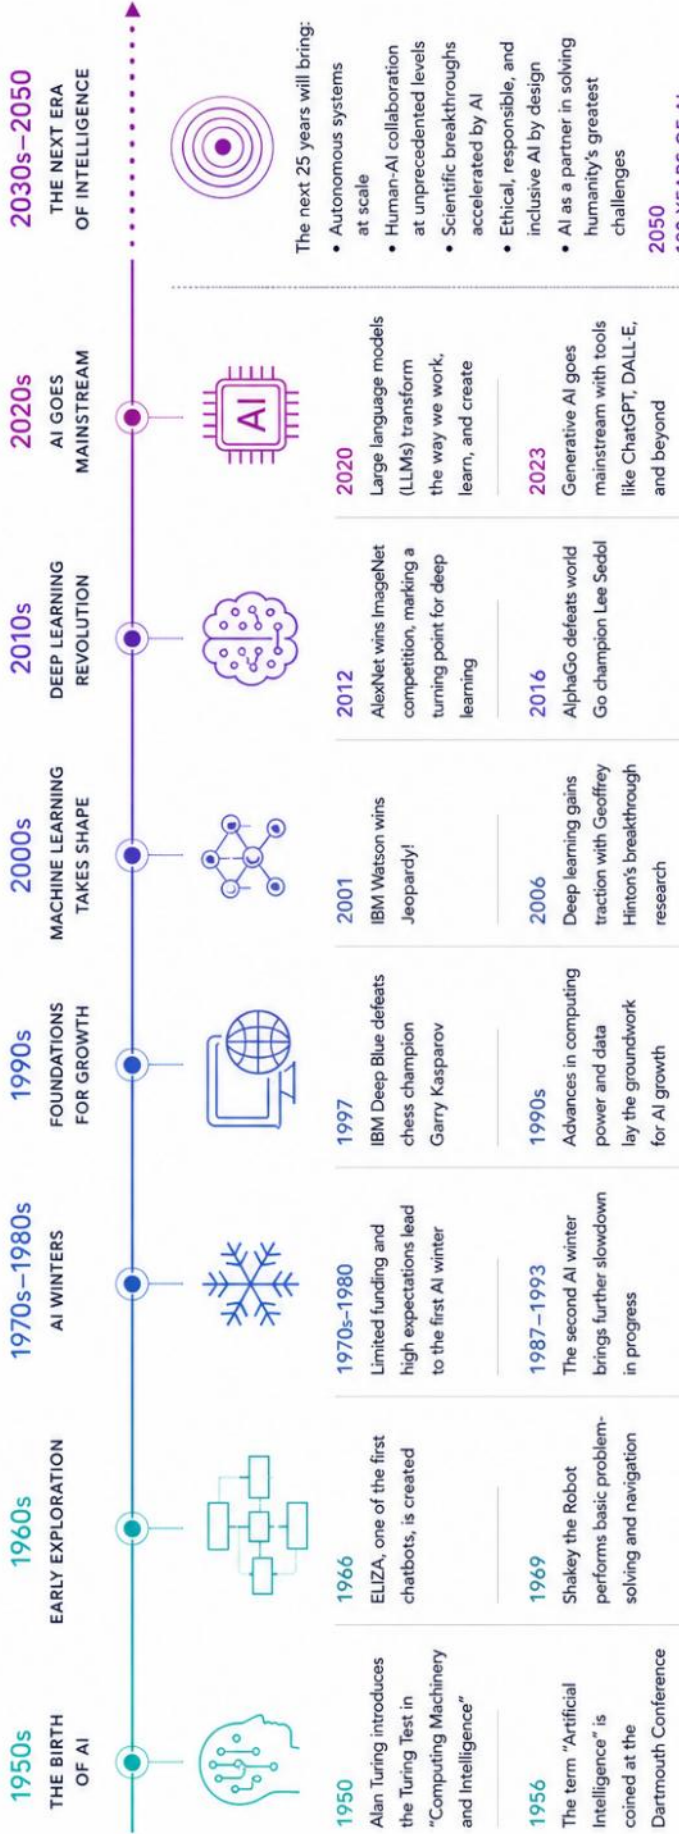 1950s
THE BIRTH
OF AI
1950
Alan Turing introduces
the Turing Test in
“Computing Machinery
and Intelligence”
1956
The term “Artificial
Intelligence” is
coined at the
Dartmouth Conference
1960s
EARLY EXPLORATION
1966
ELIZA, one of the first
chatbots, is created
1969
Shakey the Robot
performs basic problem-
solving and navigation
1970s–1980s
AI WINTERS
1970s–1980
Limited funding and
high expectations lead
to the first AI winter
1987–1993
The second AI winter
brings further slowdown
in progress
1990s
FOUNDATIONS
FOR GROWTH
1997
IBM Deep Blue defeats
chess champion
Garry Kasparov
1990s
Advances in computing
power and data
lay the groundwork
for AI growth
2000s
MACHINE LEARNING
TAKES SHAPE
2001
IBM Watson wins
Jeopardy!
2006
Deep learning gains
traction with Geoffrey
Hinton’s breakthrough
research
2010s
DEEP LEARNING
REVOLUTION
2012
AlexNet wins ImageNet
competition, marking a
turning point for deep
learning
2016
AlphaGo defeats world
Go champion Lee Sedol
2020s
AI GOES
MAINSTREAM
AI
2020
Large language models
(LLMs) transform
the way we work,
learn, and create
2023
Generative AI goes
mainstream with tools
like ChatGPT, DALL·E,
and beyond
2030s–2050
THE NEXT ERA
OF INTELLIGENCE
The next 25 years will bring:
• Autonomous systems
at scale
• Human-AI collaboration
at unprecedented levels
• Scientific breakthroughs
accelerated by AI
• Ethical, responsible, and
inclusive AI by design
• AI as a partner in solving
humanity’s greatest
challenges
2050